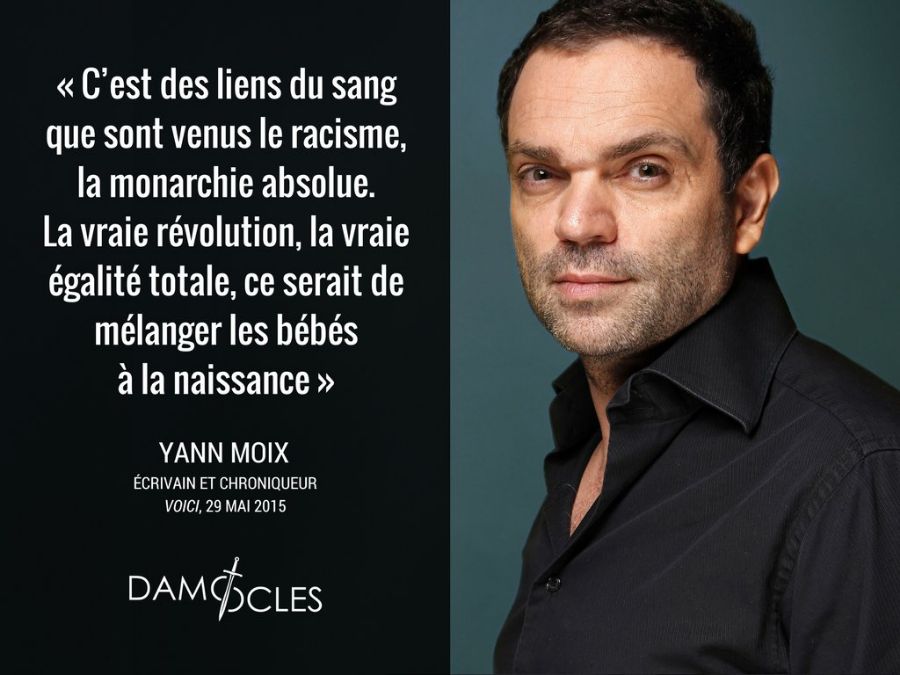 « C’est des liens du sang
que sont venus le racisme,
la monarchie absolue.
La vraie révolution, la vraie
égalité totale, ce serait de
mélanger les bébés
à la naissance »
YANN MOIX
ÉCRIVAIN ET CHRONIQUEUR
VOICI, 29 MAI 2015
DAMOCLES